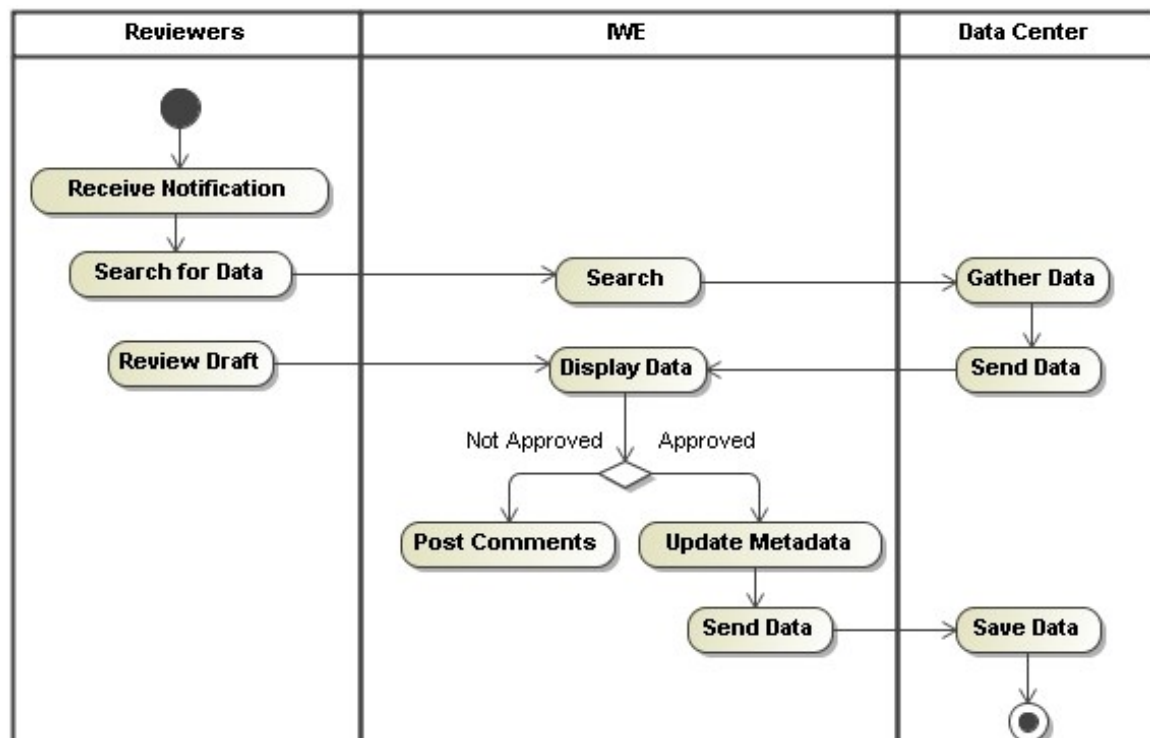 Reviewers
IWE
Data Center
Receive Notification
Search for Data
Search
Gather Data
Review Draft
Display Data
Send Data
Not Approved
Approved
Post Comments
Update Metadata
Send Data
Save Data